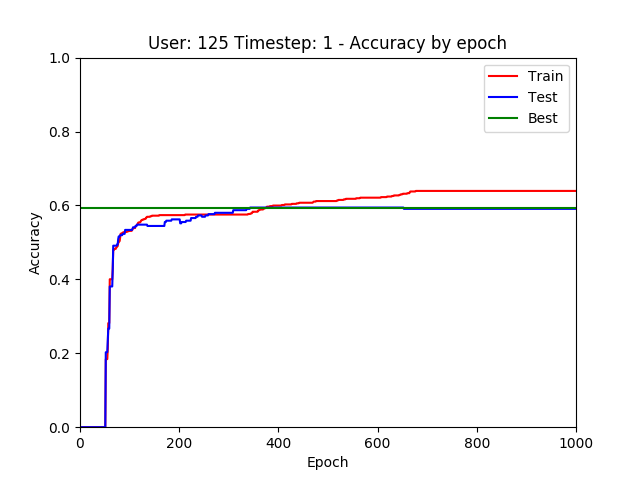 User: 125 Timestep: 1 - Accuracy by epoch
1.0
0.8
0.6
0.4
0.2
0.0
Accuracy
Train
Test
Best
0 200 400 600 800 1000
Epoch